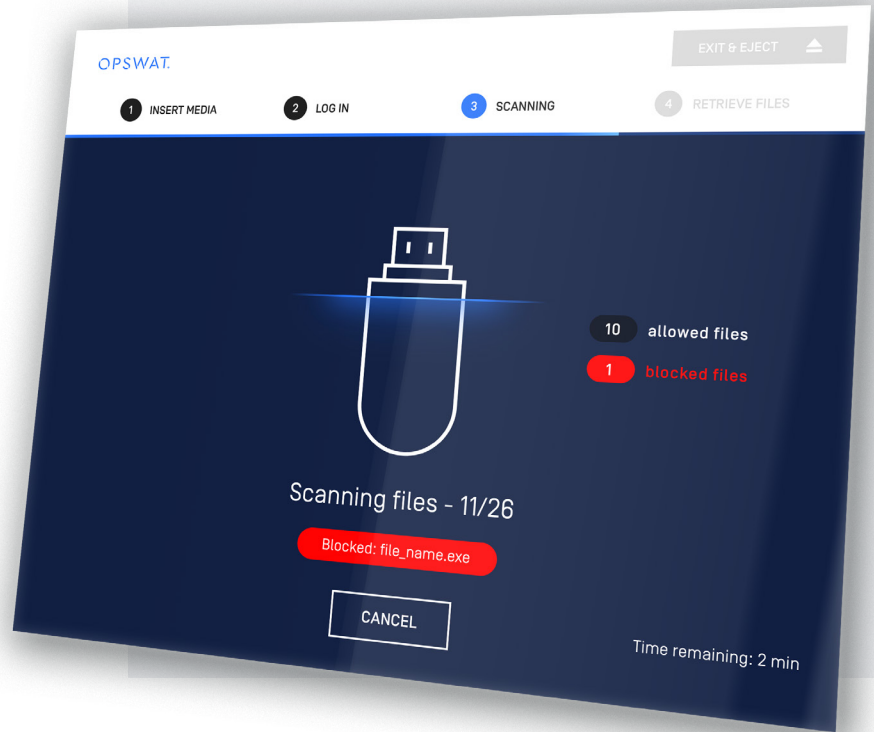 OPSWAT.
EXIT & EJECT
1 INSERT MEDIA
2 LOG IN
3 SCANNING
4 RETRIEVE FILES
10 allowed files
1 blocked files
Scanning files - 11/26
Blocked: file_name.exe
CANCEL
Time remaining: 2 min